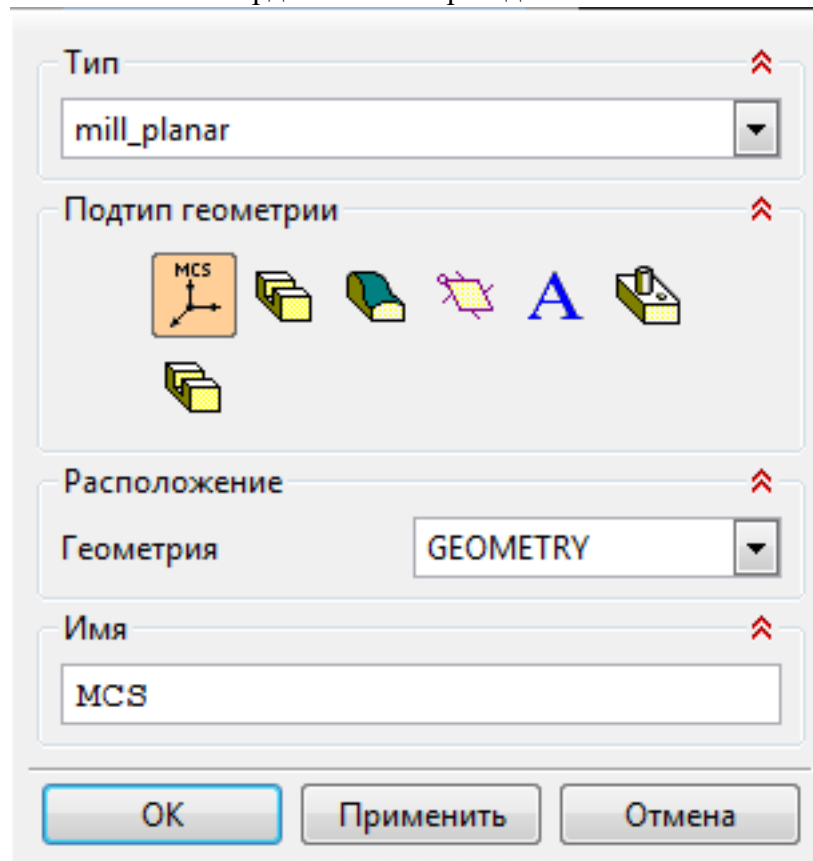 Тип
mill_planar
Подтип геометрии
MCS
A
Расположение
Геометрия GEOMETRY
Имя
MCS
OK Применить Отмена